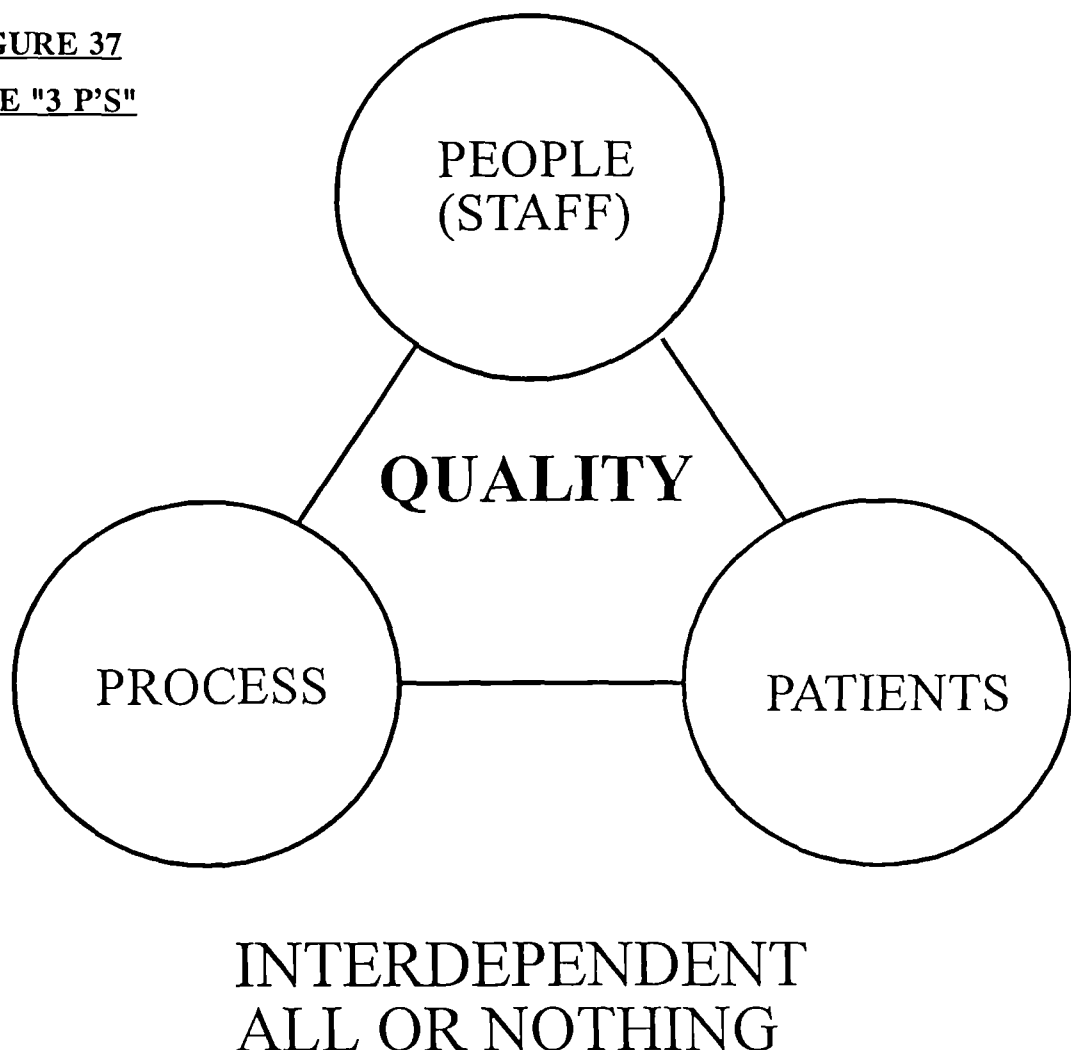 GURE 37
E "3 P'S"
PEOPLE
(STAFF)
QUALITY
PROCESS
PATIENTS
INTERDEPENDENT
ALL OR NOTHING